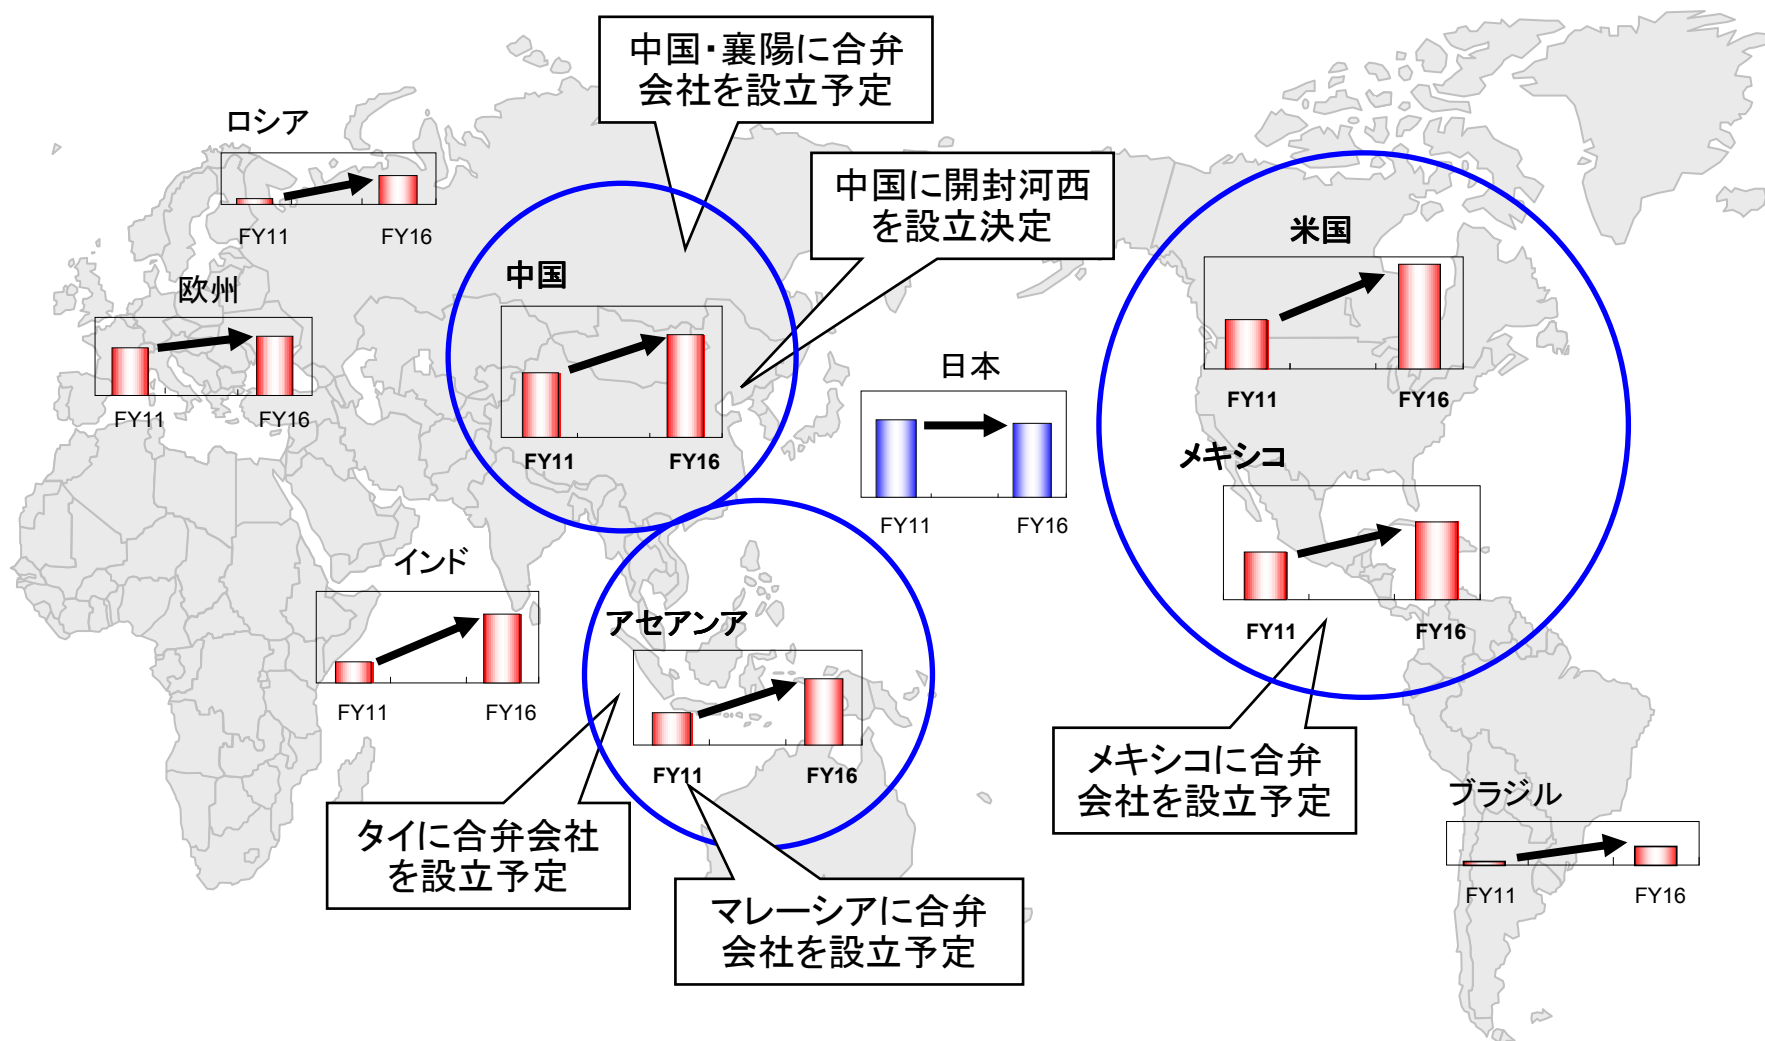 中国・襄陽に合弁
会社を設立予定
ロシア
FY11
FY16
中国に開封河西
を設立決定
米国
FY11
FY16
中国
FY11
FY16
欧州
FY11
FY16
日本
FY11
FY16
メキシコ
FY11
FY16
インド
FY11
FY16
アセアンア
FY11
FY16
メキシコに合弁
会社を設立予定
ブラジル
FY11
FY16
タイに合弁会社
を設立予定
マレーシアに合弁
会社を設立予定